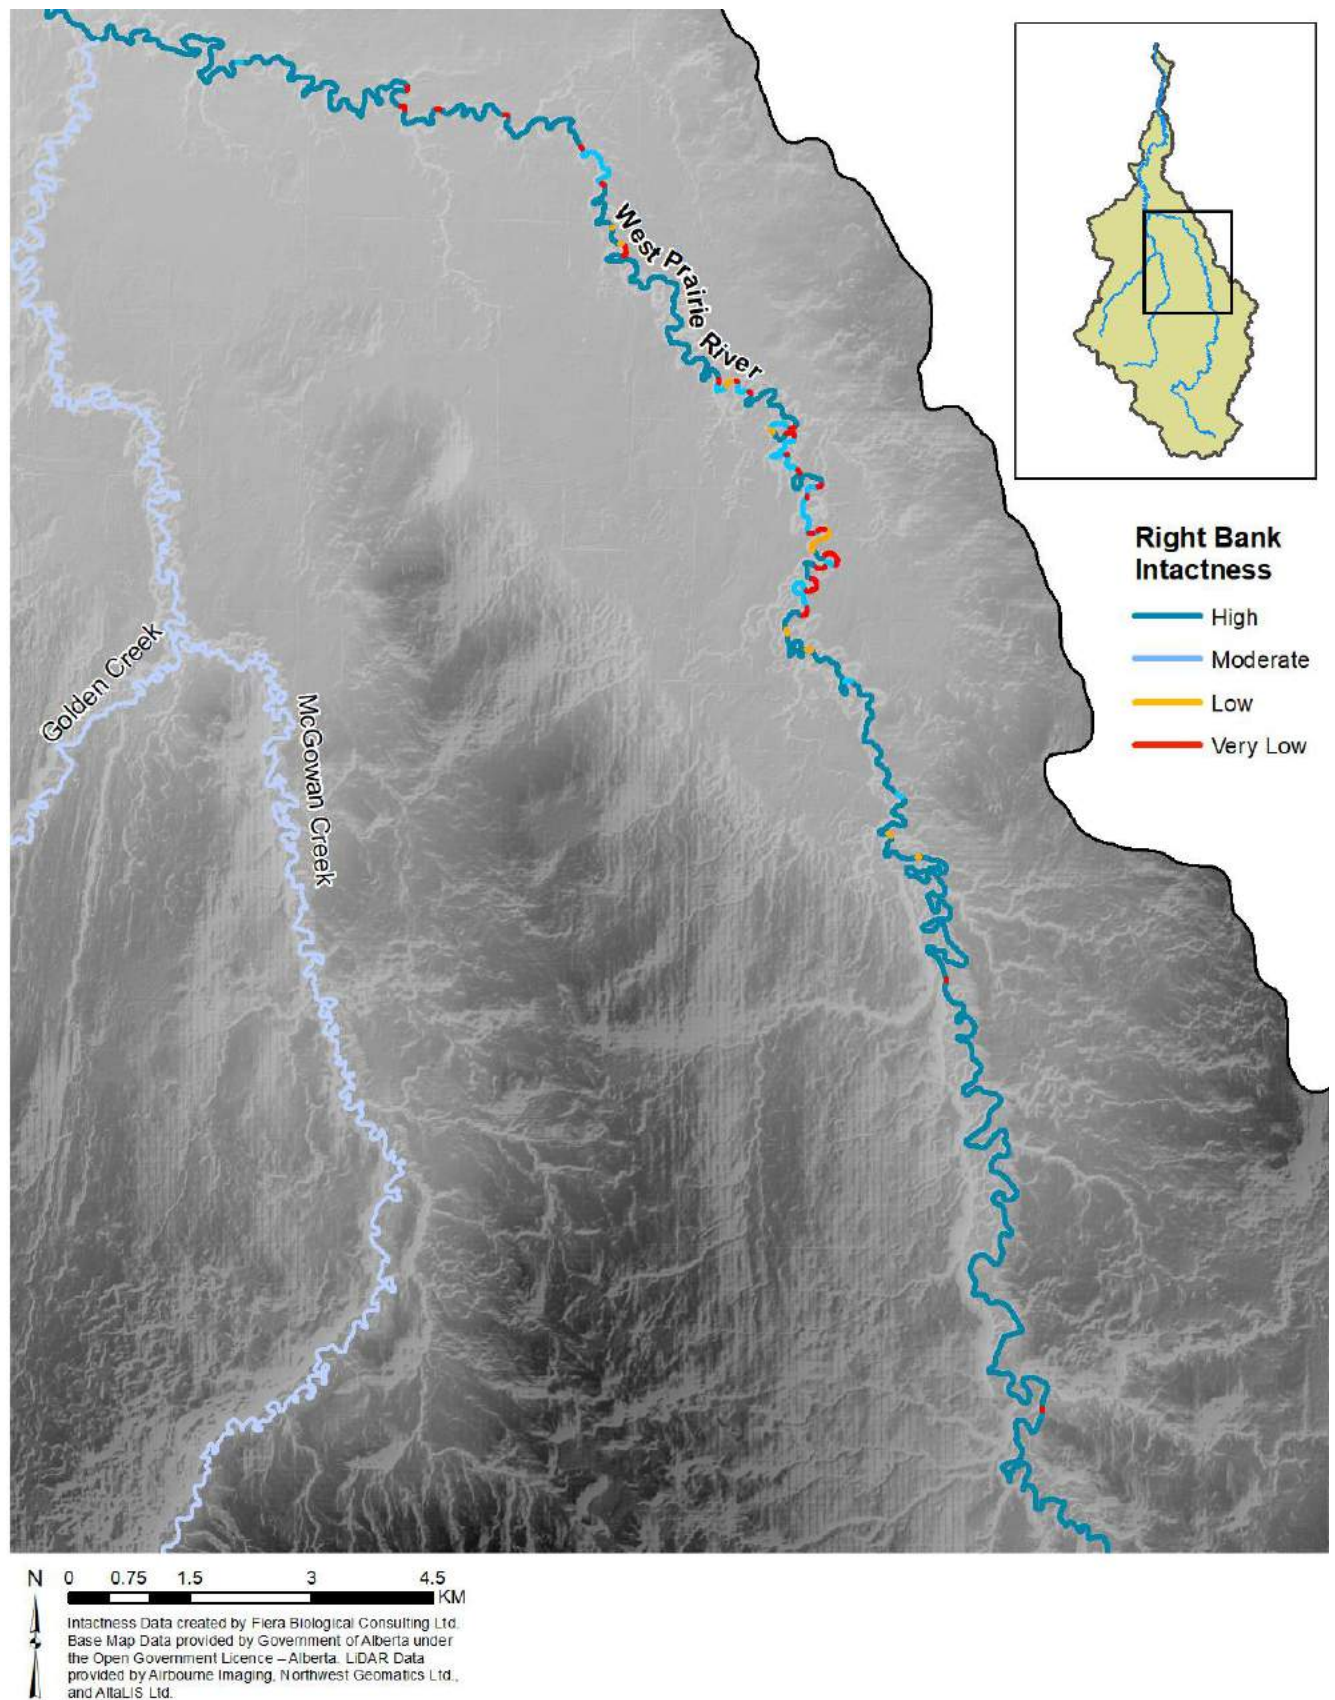 West Prairie River
Right Bank
Intactness
High
Moderate
Low
Very Low
Golden Creek
McGowan Creek
N 0 0.75 1.5 3 4.5
KM
Intactness Data created by Fiera Biological Consulting Ltd.
Base Map Data provided by Government of Alberta under
the Open Government Licence – Alberta. LiDAR Data
provided by Airbourne Imaging, Northwest Geomatics Ltd.,
and AltaLIS Ltd.